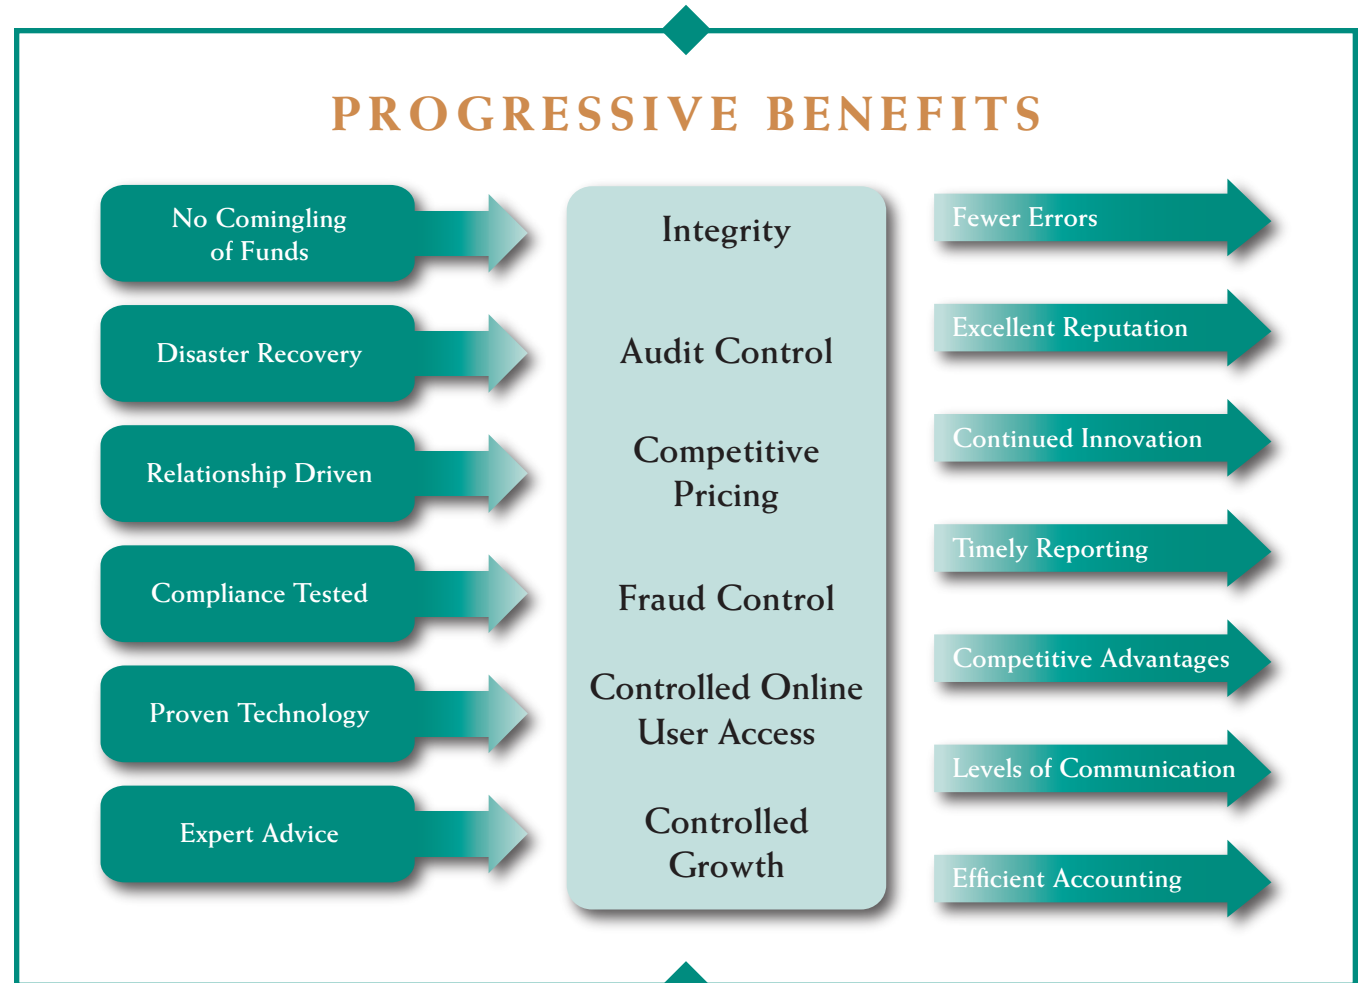 PROGRESSIVE BENEFITS
No Comingling
of Funds
Disaster Recovery
Relationship Driven
Compliance Tested
Proven Technology
Expert Advice
Integrity
Audit Control
Competitive
Pricing
Fraud Control
Controlled Online
User Access
Controlled
Growth
Fewer Errors
Excellent Reputation
Continued Innovation
Timely Reporting
Competitive Advantages
Levels of Communication
Efficient Accounting